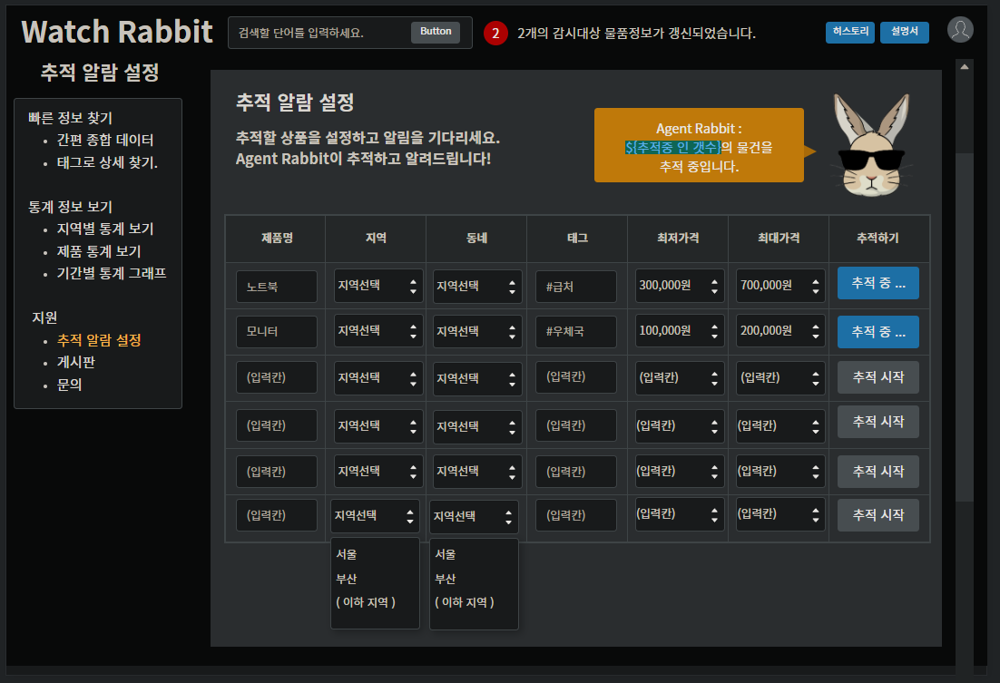 Watch Rabbit
검색할 단어를 입력하세요.
Button
2
2개의 감시대상 물품정보가 갱신되었습니다.
히스토리
설명서
추적 알람 설정
빠른 정보 찾기
간편 종합 데이터
태그로 상세 찾기.
통계 정보 보기
지역별 통계 보기
제품 통계 보기
기간별 통계 그래프
지원
추적 알람 설정
게시판
문의
추적 알람 설정
추적할 상품을 설정하고 알림을 기다리세요.
Agent Rabbit이 추적하고 알려드립니다!
Agent Rabbit :
${추적중 인 갯수}의 물건을
추적 중입니다.
제품명 지역 동네 태그 최저가격 최대가격 추적하기
노트북 지역선택 지역선택 #급처 300,000원 700,000원 추적 중 ...
모니터 지역선택 지역선택 #우체국 100,000원 200,000원 추적 중 ...
(입력칸) 지역선택 지역선택 (입력칸) (입력칸) (입력칸) 추적 시작
(입력칸) 지역선택 지역선택 (입력칸) (입력칸) (입력칸) 추적 시작
(입력칸) 지역선택 지역선택 (입력칸) (입력칸) (입력칸) 추적 시작
(입력칸) 지역선택 지역선택 (입력칸) (입력칸) (입력칸) 추적 시작
서울 서울
부산 부산
( 이하 지역 ) ( 이하 지역 )